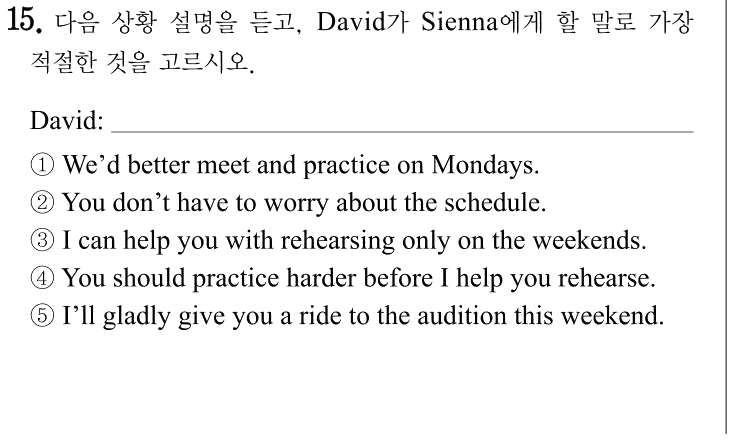 15. 다음 상황 설명을 듣고, David가 Sienna에게 할 말로 가장
적절한 것을 고르시오.
David:
① We’d better meet and practice on Mondays.
② You don’t have to worry about the schedule.
③ I can help you with rehearsing only on the weekends.
④ You should practice harder before I help you rehearse.
⑤ I’ll gladly give you a ride to the audition this weekend.